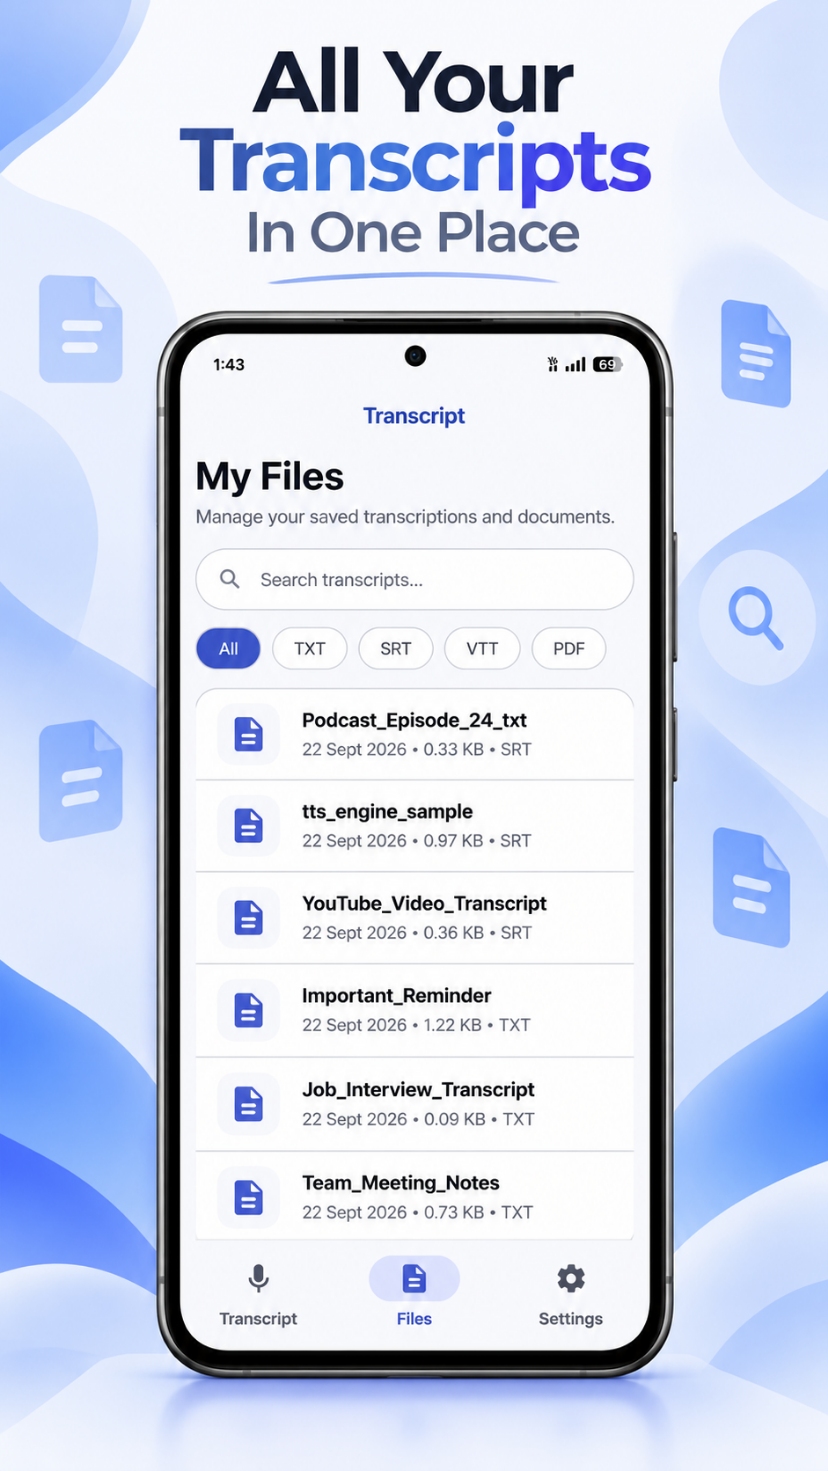 All Your
Transcripts
In One Place
1:43
69
Transcript
My Files
Manage your saved transcriptions and documents.
Search transcripts...
All TXT SRT VTT PDF
Podcast_Episode_24_txt
22 Sept 2026 • 0.33 KB • SRT
tts_engine_sample
22 Sept 2026 • 0.97 KB • SRT
YouTube_Video_Transcript
22 Sept 2026 • 0.36 KB • SRT
Important_Reminder
22 Sept 2026 • 1.22 KB • TXT
Job_Interview_Transcript
22 Sept 2026 • 0.09 KB • TXT
Team_Meeting_Notes
22 Sept 2026 • 0.73 KB • TXT
Transcript Files Settings